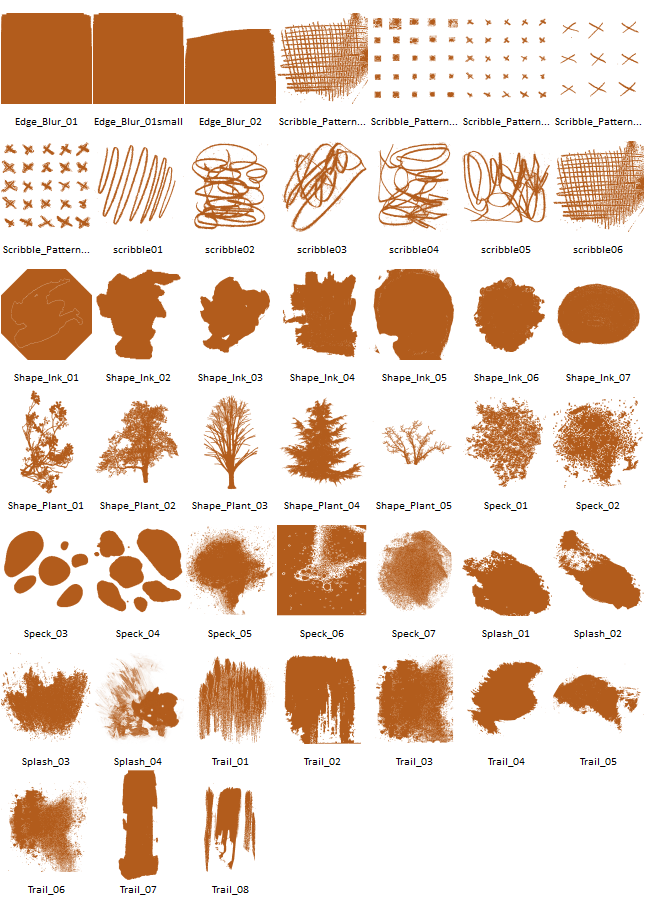 Edge_Blur_01 Edge_Blur_01small Edge_Blur_02 Scribble_Pattern... Scribble_Pattern... Scribble_Pattern... Scribble_Pattern...
Scribble_Pattern... scribble01 scribble02 scribble03 scribble04 scribble05 scribble06
Shape_Ink_01 Shape_Ink_02 Shape_Ink_03 Shape_Ink_04 Shape_Ink_05 Shape_Ink_06 Shape_Ink_07
Shape_Plant_01 Shape_Plant_02 Shape_Plant_03 Shape_Plant_04 Shape_Plant_05 Speck_01 Speck_02
Speck_03 Speck_04 Speck_05 Speck_06 Speck_07 Splash_01 Splash_02
Splash_03 Splash_04 Trail_01 Trail_02 Trail_03 Trail_04 Trail_05
Trail_06 Trail_07 Trail_08